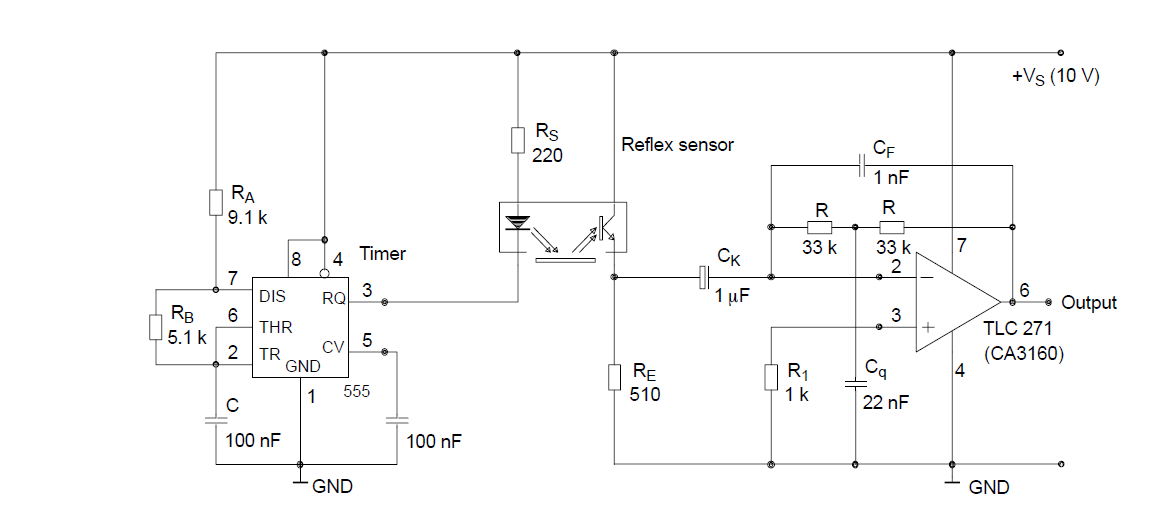 +VS (10 V)
RS
220
Reflex sensor
CF
1 nF
RA
9.1 k
R
R
33 k
33 k
8
4
Timer
7
CK
1 µF
2
7
DIS
RQ
3
6
Output
RB
5.1 k
6
THR
3
TLC 271
(CA3160)
2
TR
CV
5
GND
RE
510
R1
1 k
Cq
22 nF
4
1
555
C
100 nF
100 nF
GND
GND